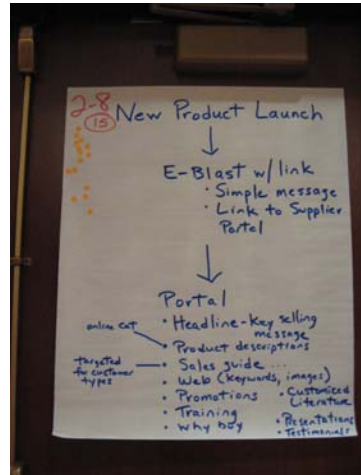 2-8
15
New Product Launch
E-Blast w/link
• Simple message
• Link to Supplier
Portal
Portal
• Headline-Key selling
message
online cat
• Product descriptions
targeted
for customer
types
• Sales guide ...
• Web (keywords, images)
• Promotions
• Training
• Why buy
• Customized
Literature
• Presentations
• Testimonials